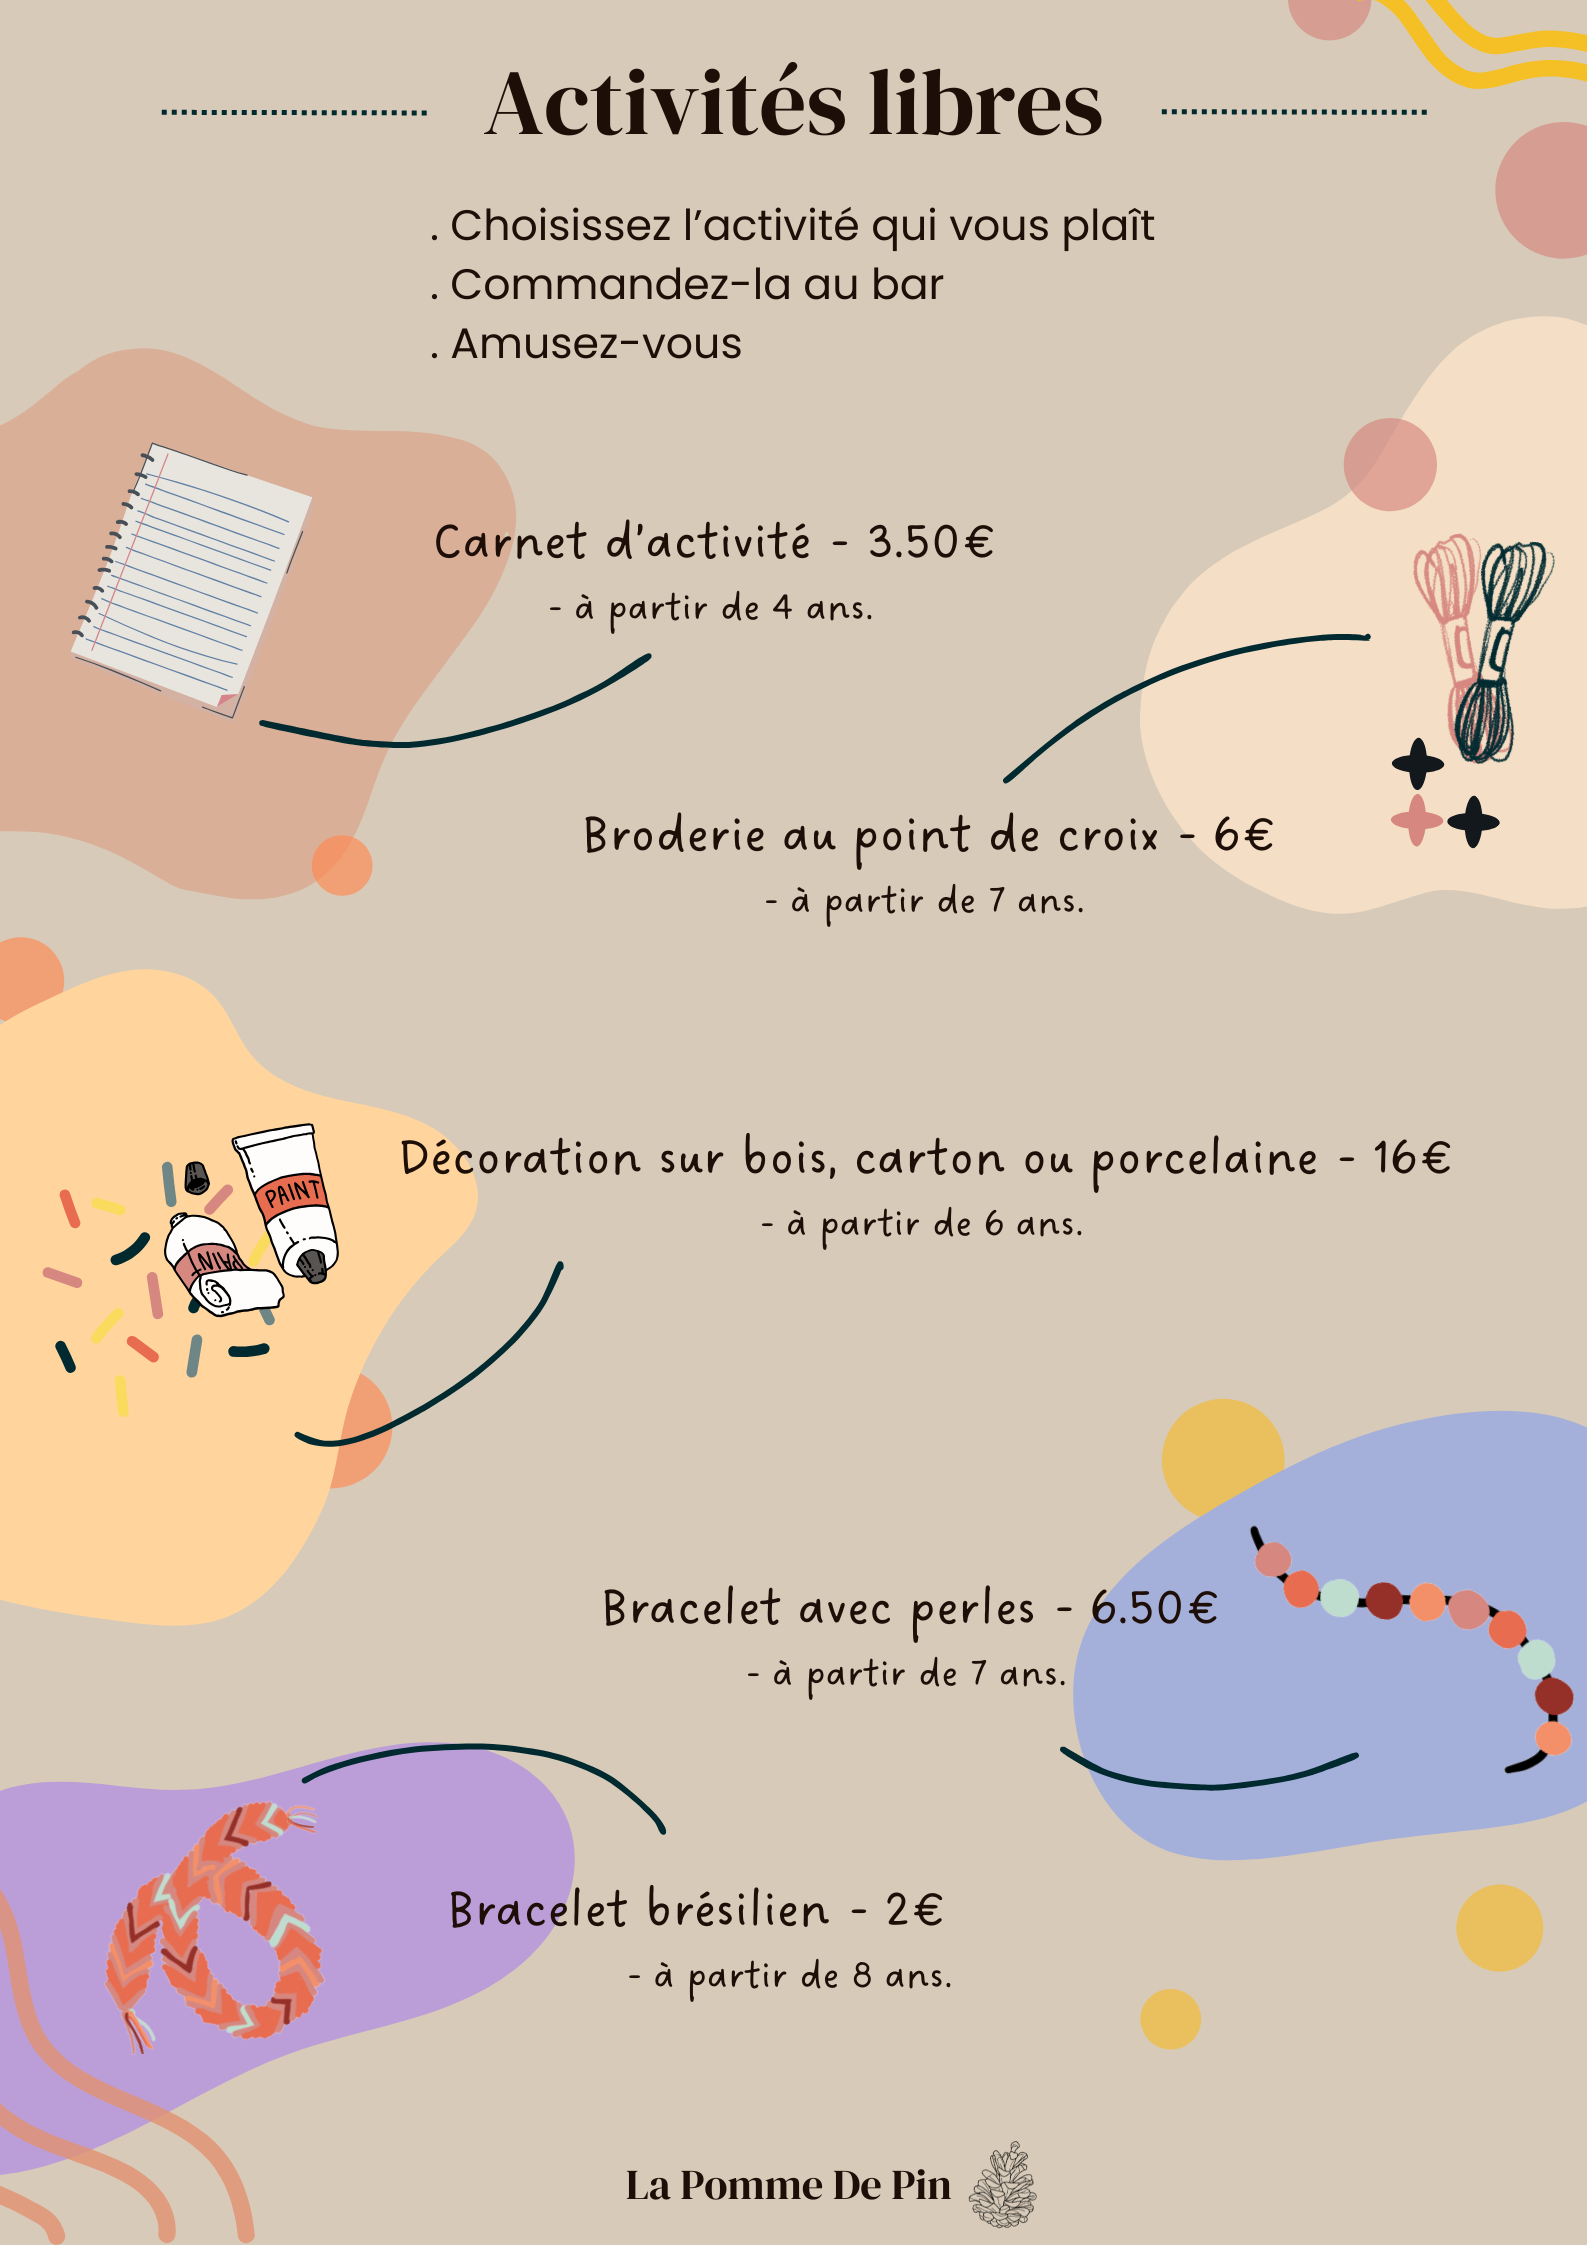 Activités libres
. Choisissez l’activité qui vous plaît
. Commandez-la au bar
. Amusez-vous
Carnet d'activité - 3.50€
- à partir de 4 ans.
Broderie au point de croix - 6€
- à partir de 7 ans.
Décoration sur bois, carton ou porcelaine - 16€
- à partir de 6 ans.
PAINT
PAINT
Bracelet avec perles - 6.50€
- à partir de 7 ans.
Bracelet brésilien - 2€
- à partir de 8 ans.
La Pomme De Pin